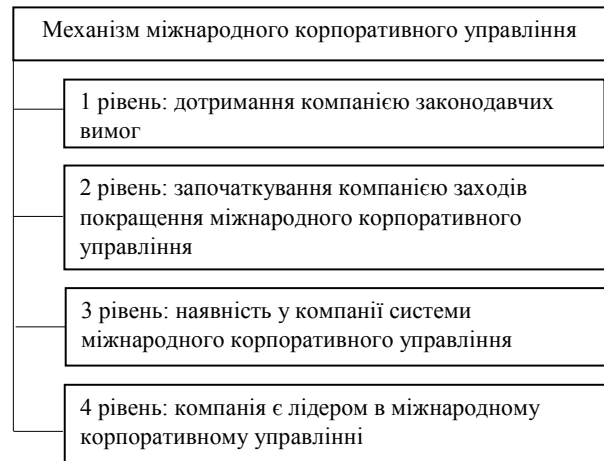 Механізм міжнародного корпоративного управління
1 рівень: дотримання компанією законодавчих
вимог
2 рівень: започаткування компанією заходів
покращення міжнародного корпоративного
управління
3 рівень: наявність у компанії системи
міжнародного корпоративного управління
4 рівень: компанія є лідером в міжнародному
корпоративному управлінні